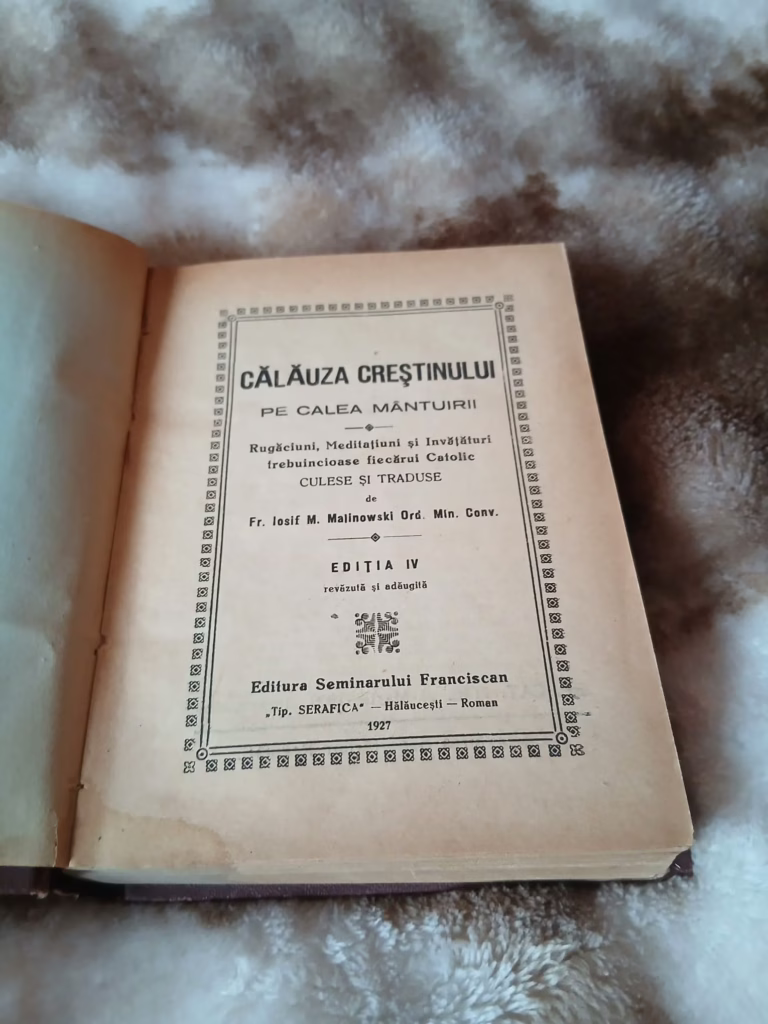 CĂLĂUZA CREŞTINULUI
PE CALEA MÂNTUIRII
Rugăciuni, Meditaţiuni şi Invăţături
trebuincioase fiecărui Catolic
CULESE ŞI TRADUSE
de
Fr. Iosif M. Malinowski Ord. Min. Conv.
EDIŢIA IV
revăzută şi adăugită
Editura Seminarului Franciscan
„Tip. SERAFICA“ — Hălăuceşti — Roman
1927